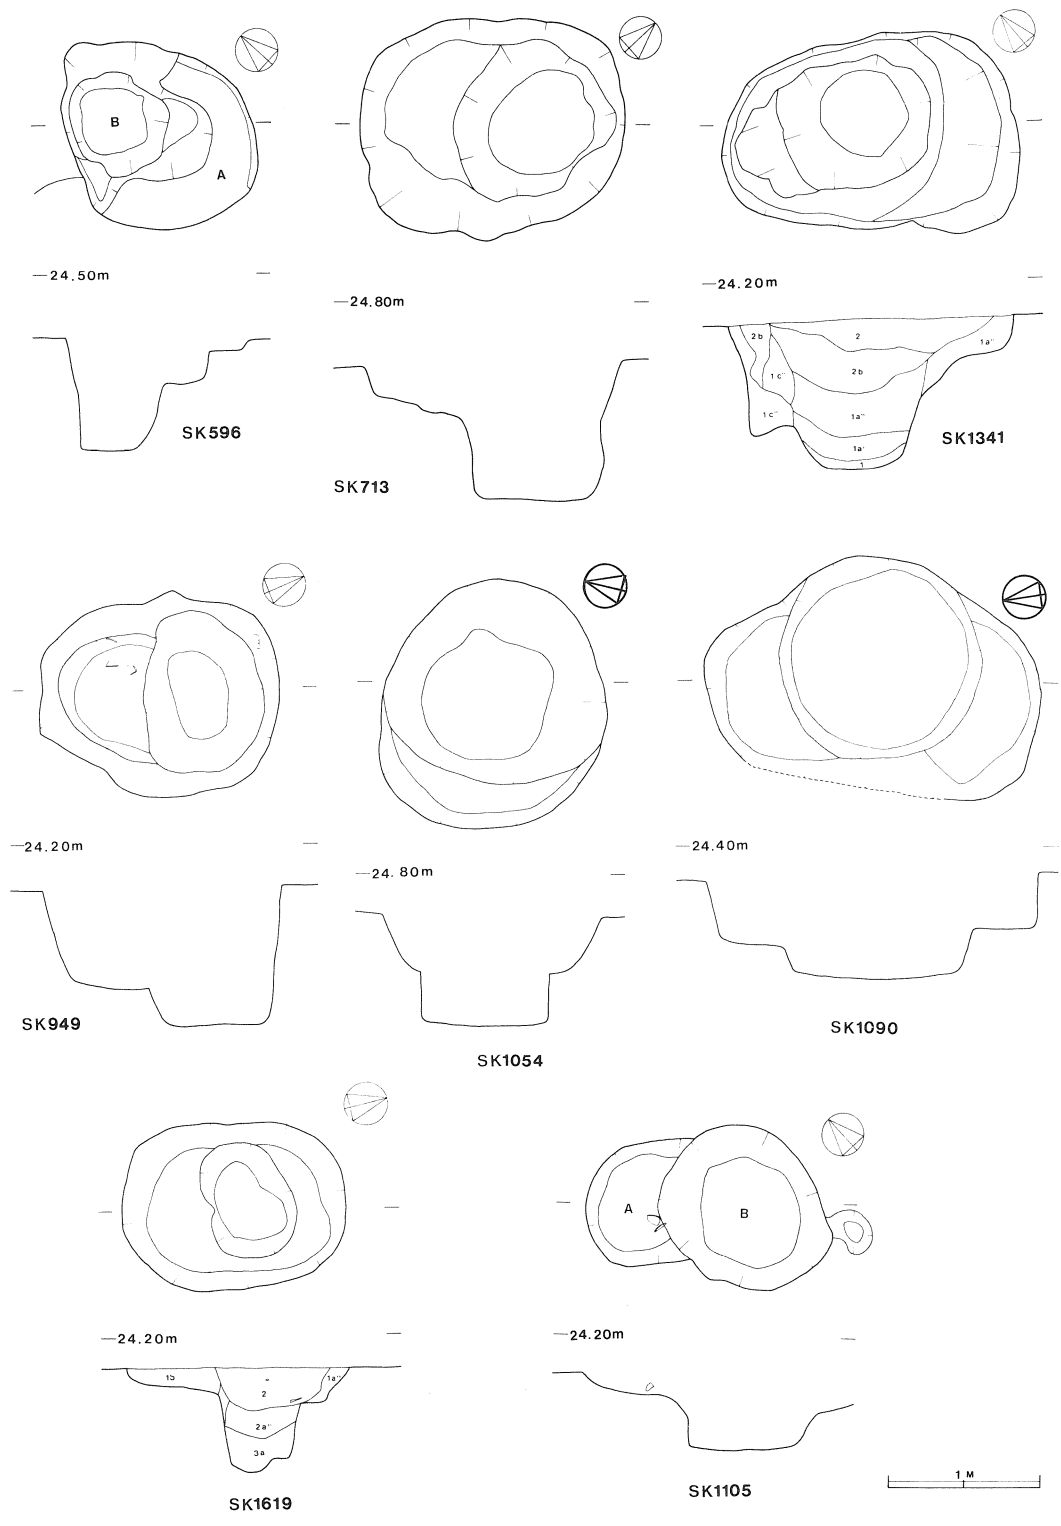 B
A
24.50m
SK596
24.80m
SK713
24.20m
2b
2
1a"
1c"
2b
1c"
1a"
1a'
1
SK1341
24.20m
SK949
24.80m
SK1054
24.40m
SK1090
24.20m
2
1a"
2a"
3a
SK1619
A
B
24.20m
SK1105
1 M